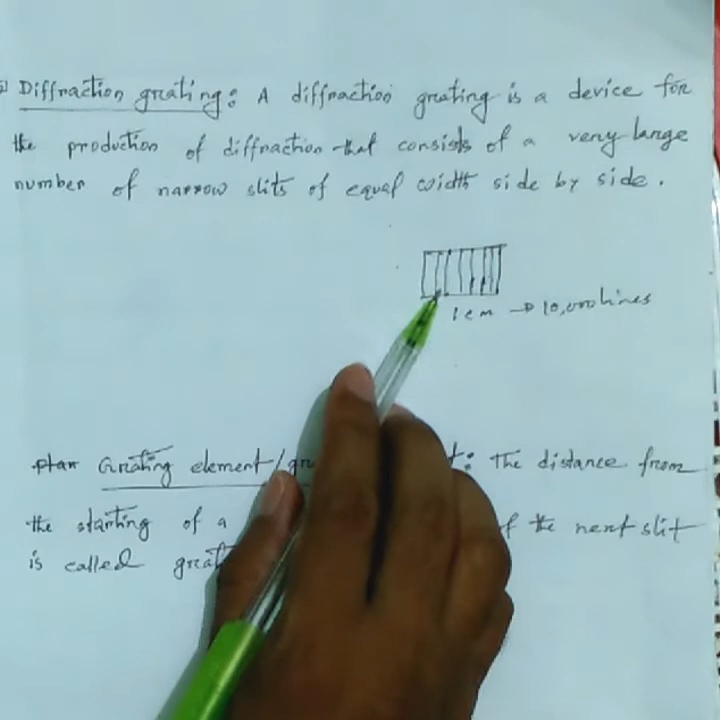 Diffraction grating: A diffraction grating is a device for
the production of diffraction that consists of a very large
number of narrow slits of equal width side by side.
1 cm → 10,000 lines
Grating element/ : The distance from
the starting of a f the next slit
is called grat